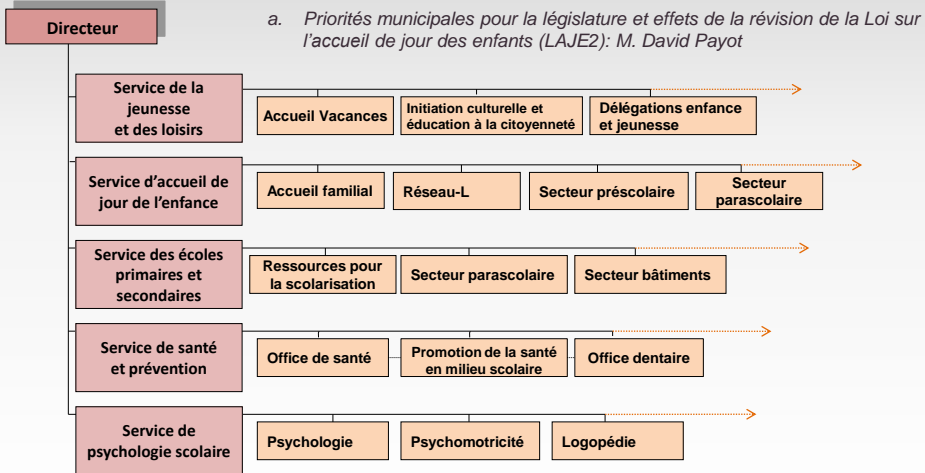 Directeur
a. Priorités municipales pour la législature et effets de la révision de la Loi sur
l'accueil de jour des enfants (LAJE2): M. David Payot
Service de la
jeunesse
et des loisirs
Accueil Vacances
Initiation culturelle et
éducation à la citoyenneté
Délégations enfance
et jeunesse
Service d'accueil de
jour de l'enfance
Accueil familial
Réseau-L
Secteur préscolaire
Secteur
parascolaire
Service des écoles
primaires et
secondaires
Ressources pour
la scolarisation
Secteur parascolaire
Secteur bâtiments
Service de santé
et prévention
Office de santé
Promotion de la santé
en milieu scolaire
Office dentaire
Service de
psychologie scolaire
Psychologie
Psychomotricité
Logopédie